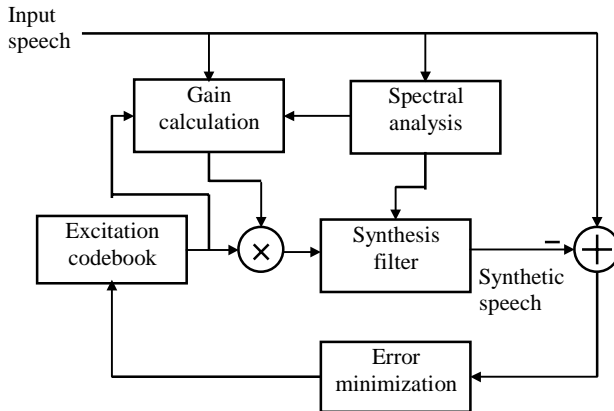 Input
speech
Gain
calculation
Spectral
analysis
Excitation
codebook
×
Synthesis
filter
–
+
Synthetic
speech
Error
minimization